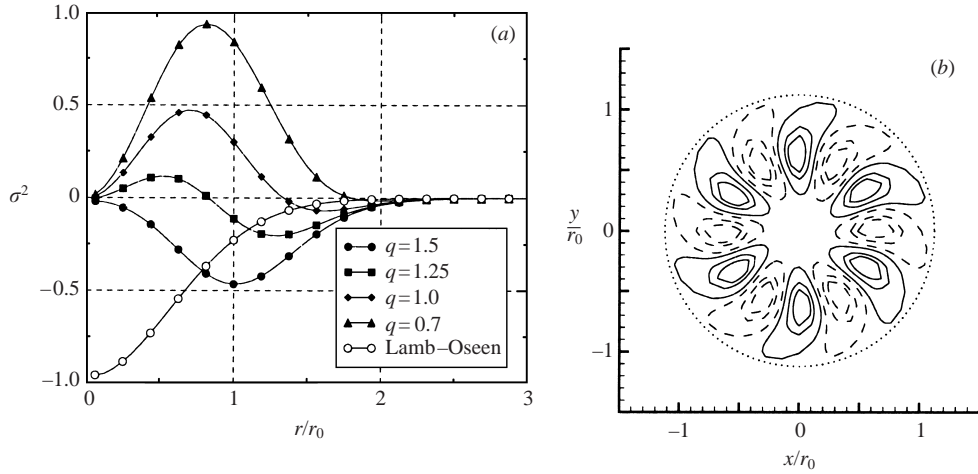 1.0
0.5
0
−0.5
−1.0
σ²
0
1
2
3
r/r₀
(a)
q = 1.5
q = 1.25
q = 1.0
q = 0.7
Lamb–Oseen
(b)
1
0
−1
y
r₀
−1
0
1
x/r₀